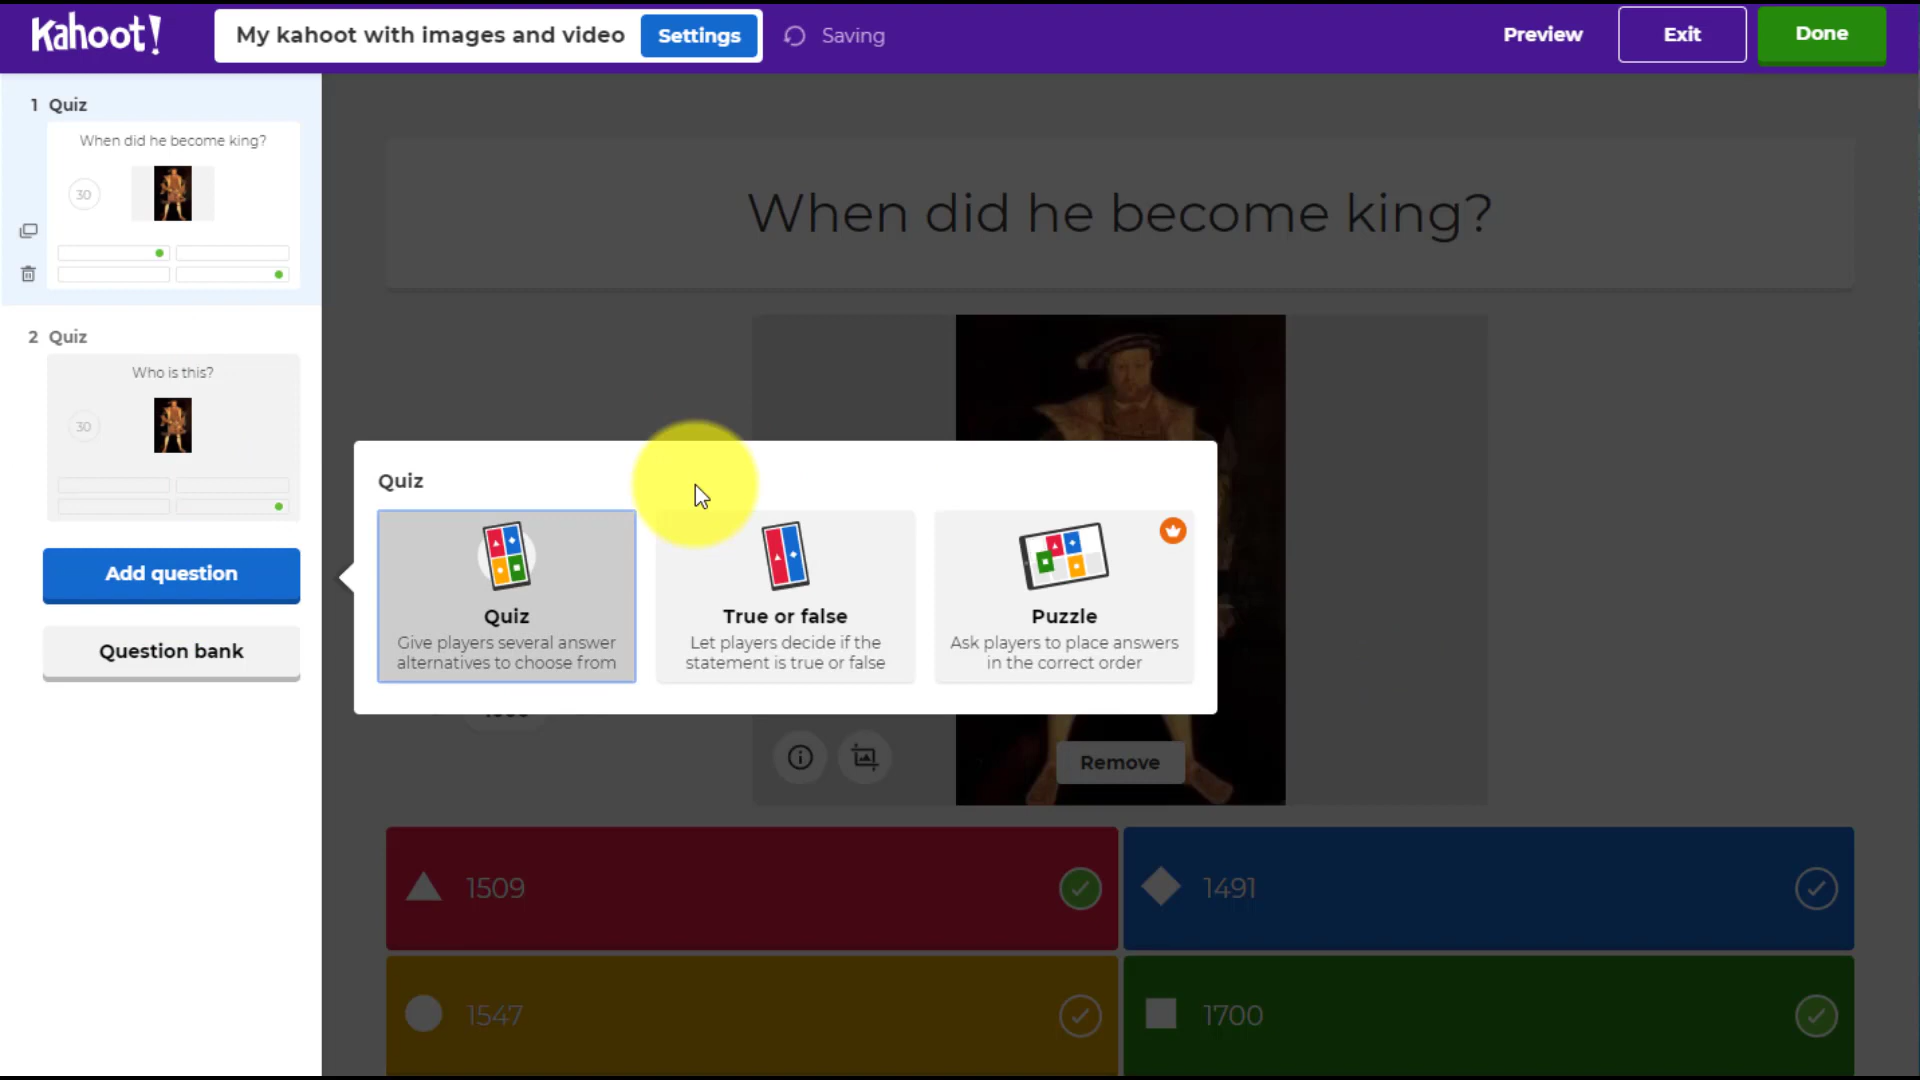 Kahoot!
My kahoot with images and video
Settings
Saving
Preview
Exit
Done
1 Quiz
When did he become king?
30
2 Quiz
Who is this?
30
Add question
Question bank
When did he become king?
Quiz
Quiz
Give players several answer
alternatives to choose from
True or false
Let players decide if the
statement is true or false
Puzzle
Ask players to place answers
in the correct order
Remove
1509
1491
1547
1700